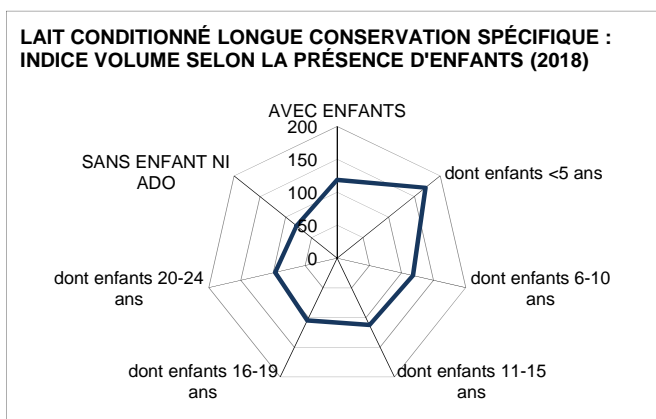 LAIT CONDITIONNÉ LONGUE CONSERVATION SPÉCIFIQUE :
INDICE VOLUME SELON LA PRÉSENCE D'ENFANTS (2018)
AVEC ENFANTS
200
150
100
50
0
dont enfants <5 ans
dont enfants 6-10
ans
dont enfants 11-15
ans
dont enfants 16-19
ans
dont enfants 20-24
ans
SANS ENFANT NI
ADO